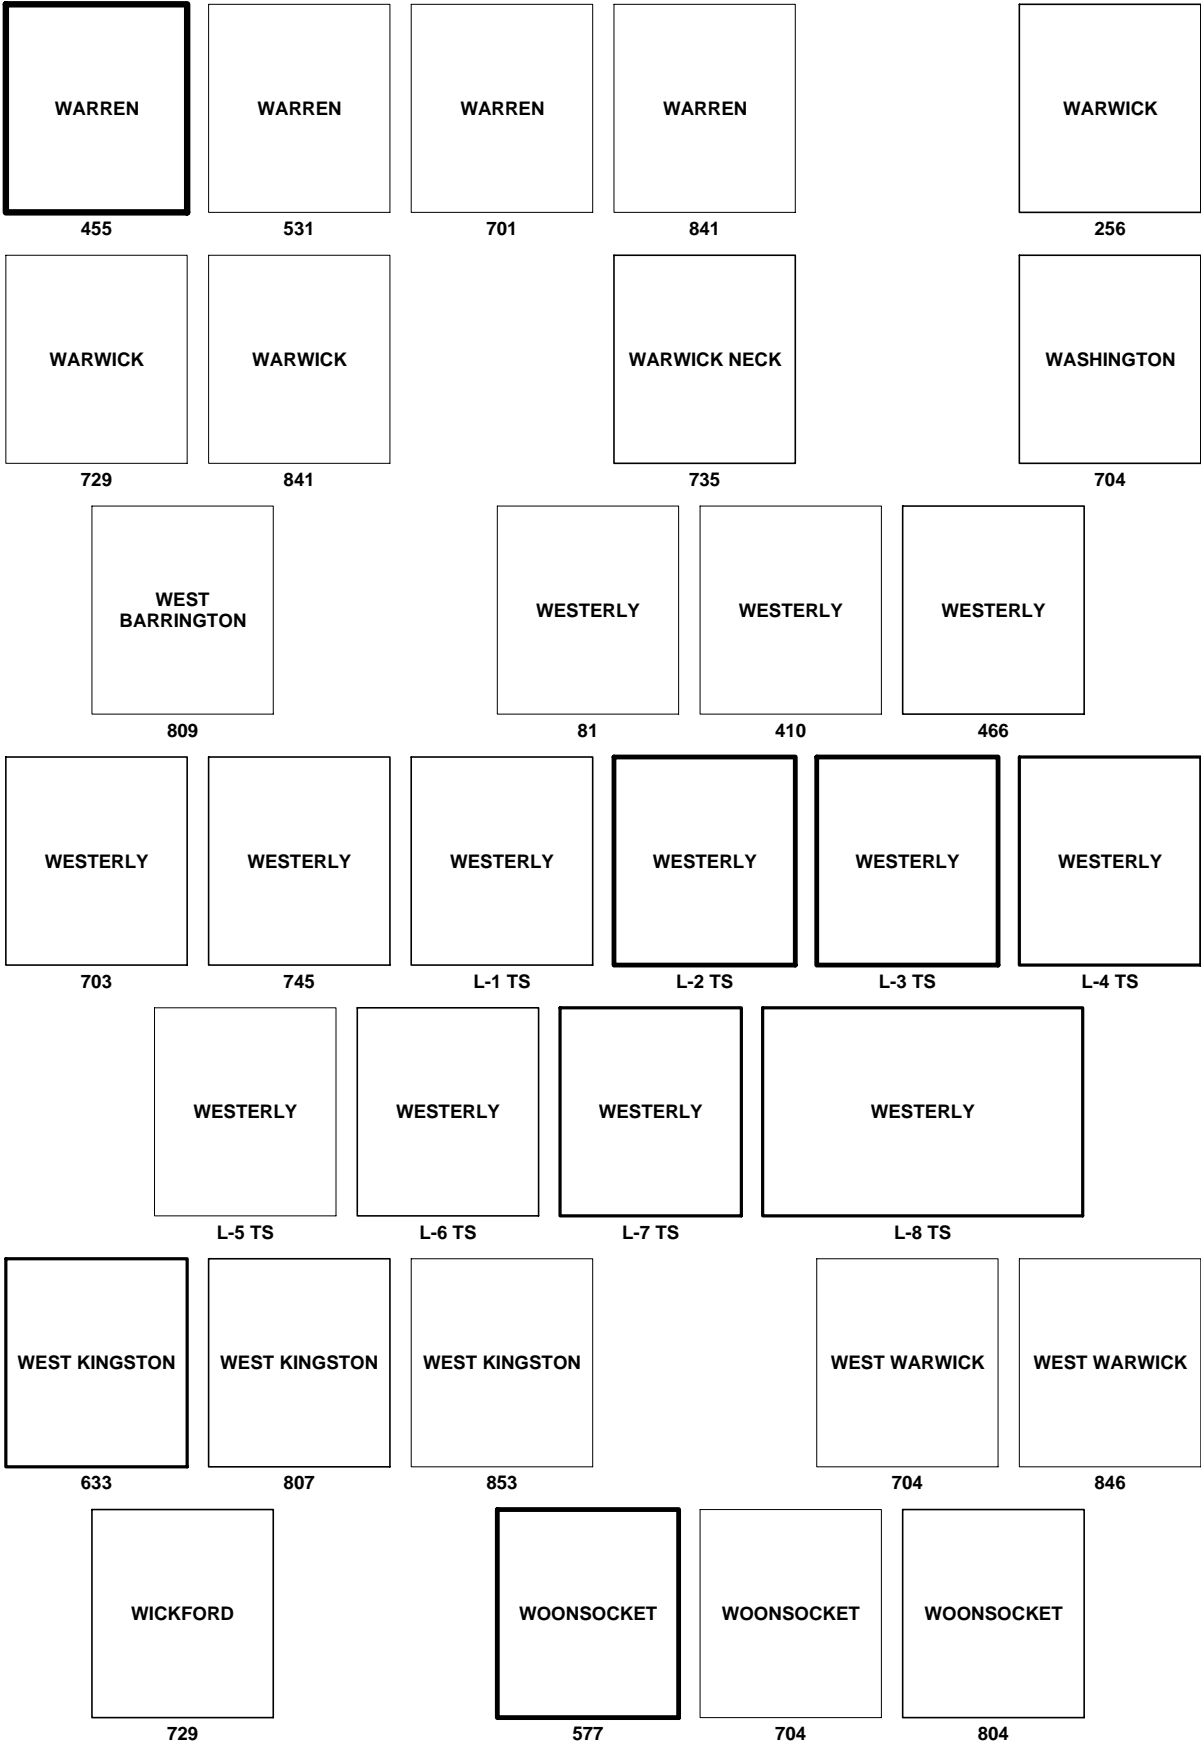 WARREN
WARREN
WARREN
WARREN
WARWICK
455
531
701
841
256
WARWICK
WARWICK
WARWICK NECK
WASHINGTON
729
841
735
704
WEST
BARRINGTON
WESTERLY
WESTERLY
WESTERLY
809
81
410
466
WESTERLY
WESTERLY
WESTERLY
WESTERLY
WESTERLY
WESTERLY
703
745
L-1 TS
L-2 TS
L-3 TS
L-4 TS
WESTERLY
WESTERLY
WESTERLY
WESTERLY
L-5 TS
L-6 TS
L-7 TS
L-8 TS
WEST KINGSTON
WEST KINGSTON
WEST KINGSTON
WEST WARWICK
WEST WARWICK
633
807
853
704
846
WICKFORD
WOONSOCKET
WOONSOCKET
WOONSOCKET
729
577
704
804